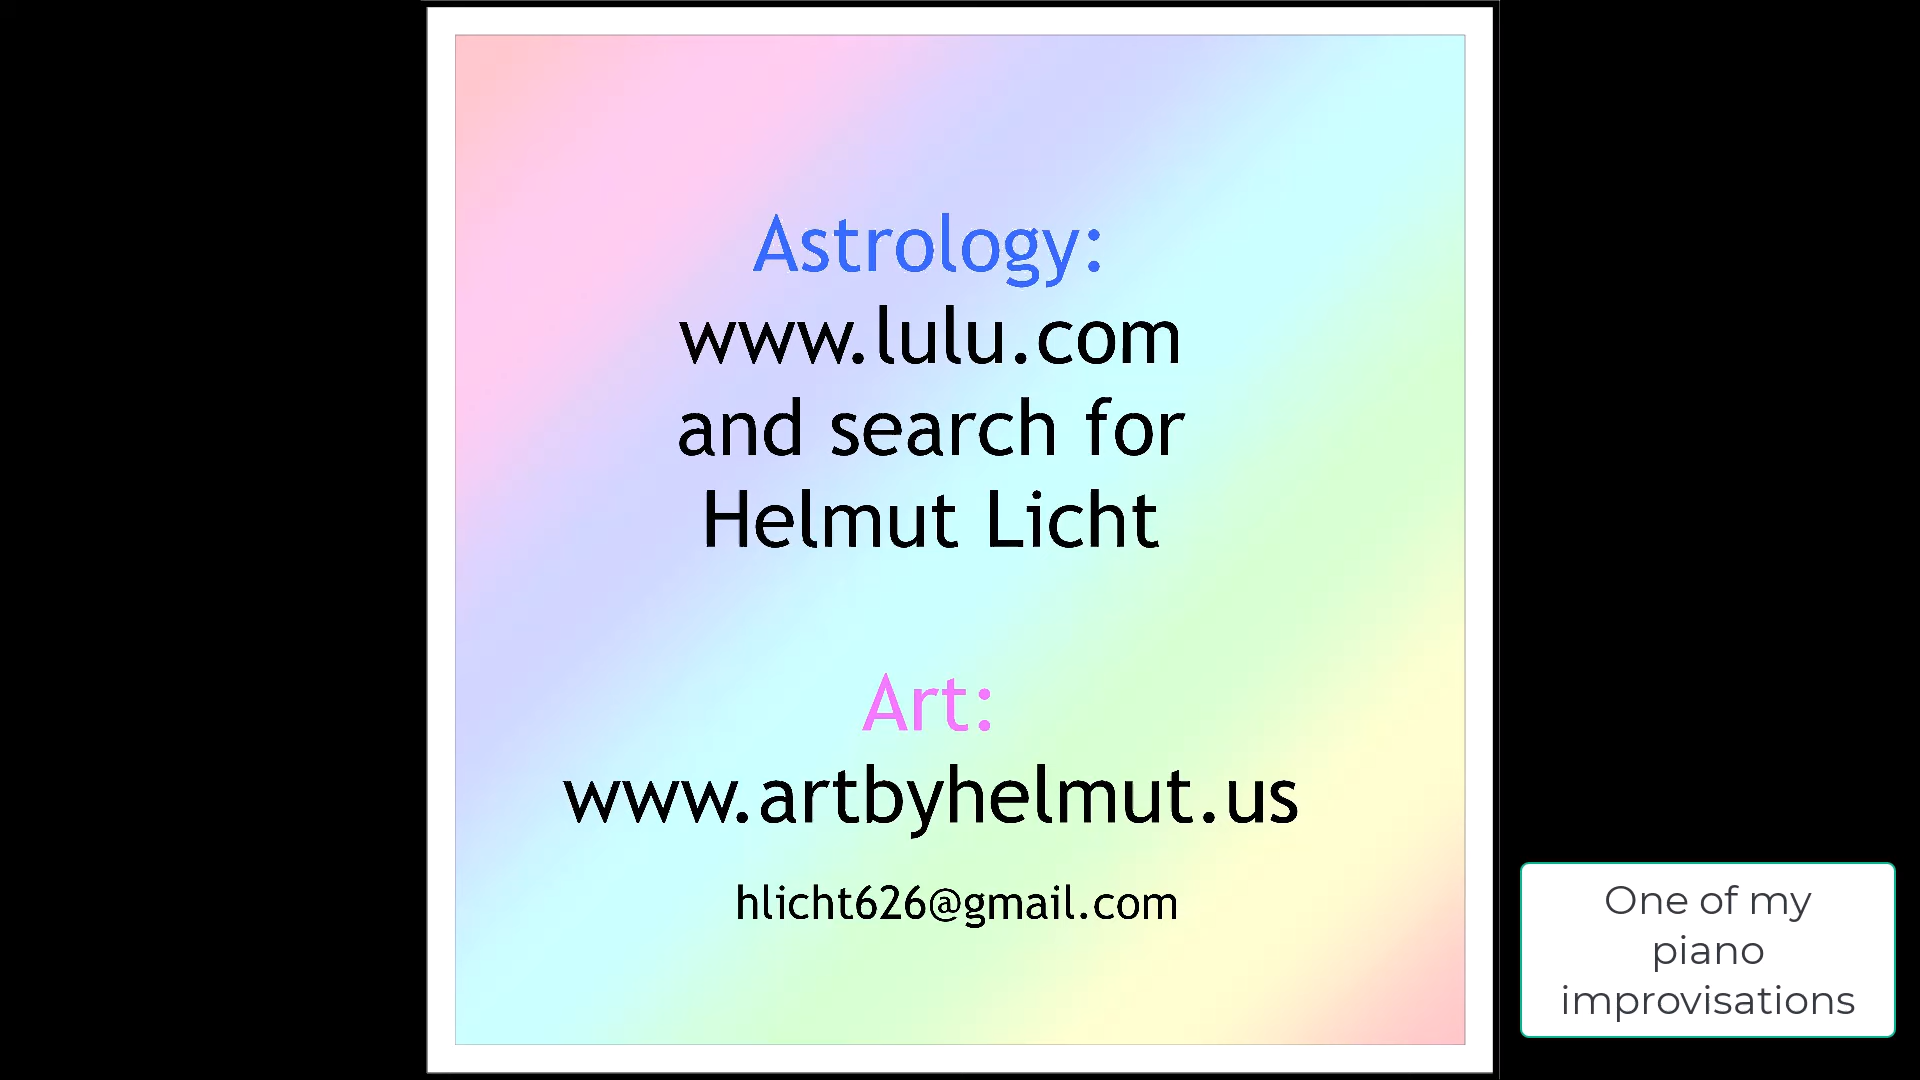 Astrology:
www.lulu.com
and search for
Helmut Licht
Art:
www.artbyhelmut.us
hlicht626@gmail.com
One of my
piano
improvisations